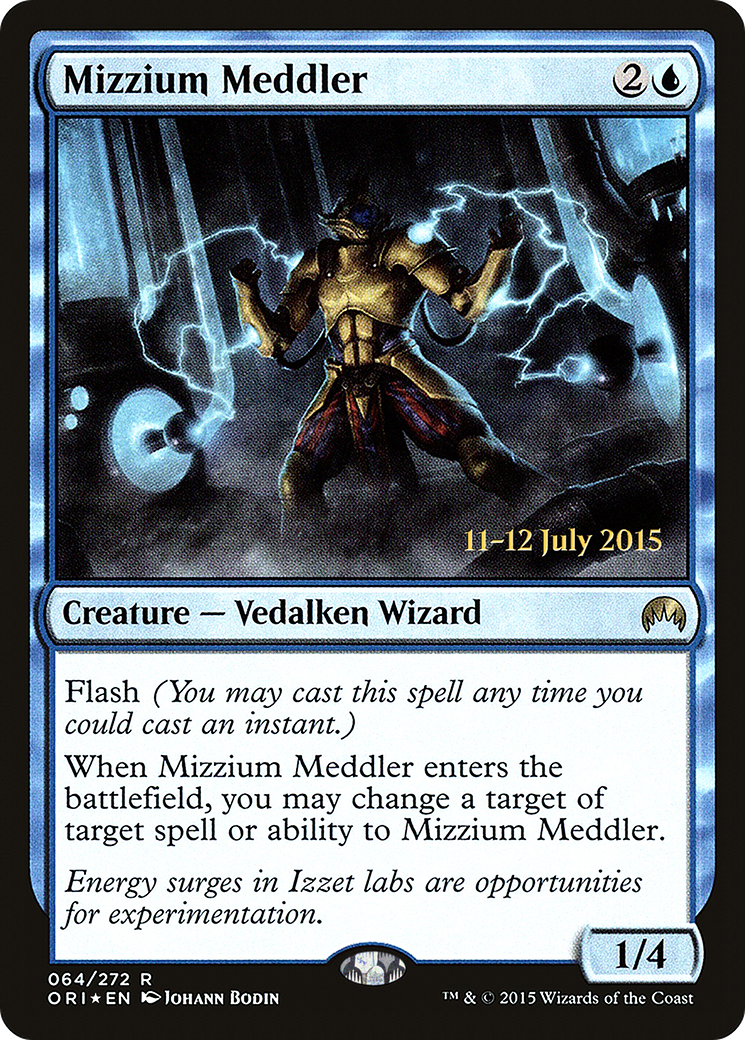 Mizzium Meddler 2
11–12 July 2015
Creature — Vedalken Wizard
Flash (You may cast this spell any time you
could cast an instant.)
When Mizzium Meddler enters the
battlefield, you may change a target of
target spell or ability to Mizzium Meddler.
Energy surges in Izzet labs are opportunities
for experimentation.
1/4
064/272 R
ORI★EN Johann Bodin
™ & © 2015 Wizards of the Coast